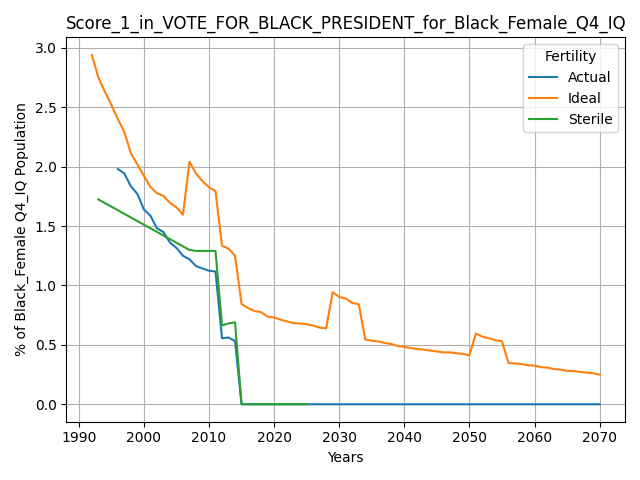 Score_1_in_VOTE_FOR_BLACK_PRESIDENT_for_Black_Female_Q4_IQ
% of Black_Female Q4_IQ Population
3.0
2.5
2.0
1.5
1.0
0.5
0.0
Fertility
Actual
Ideal
Sterile
1990 2000 2010 2020 2030 2040 2050 2060 2070
Years